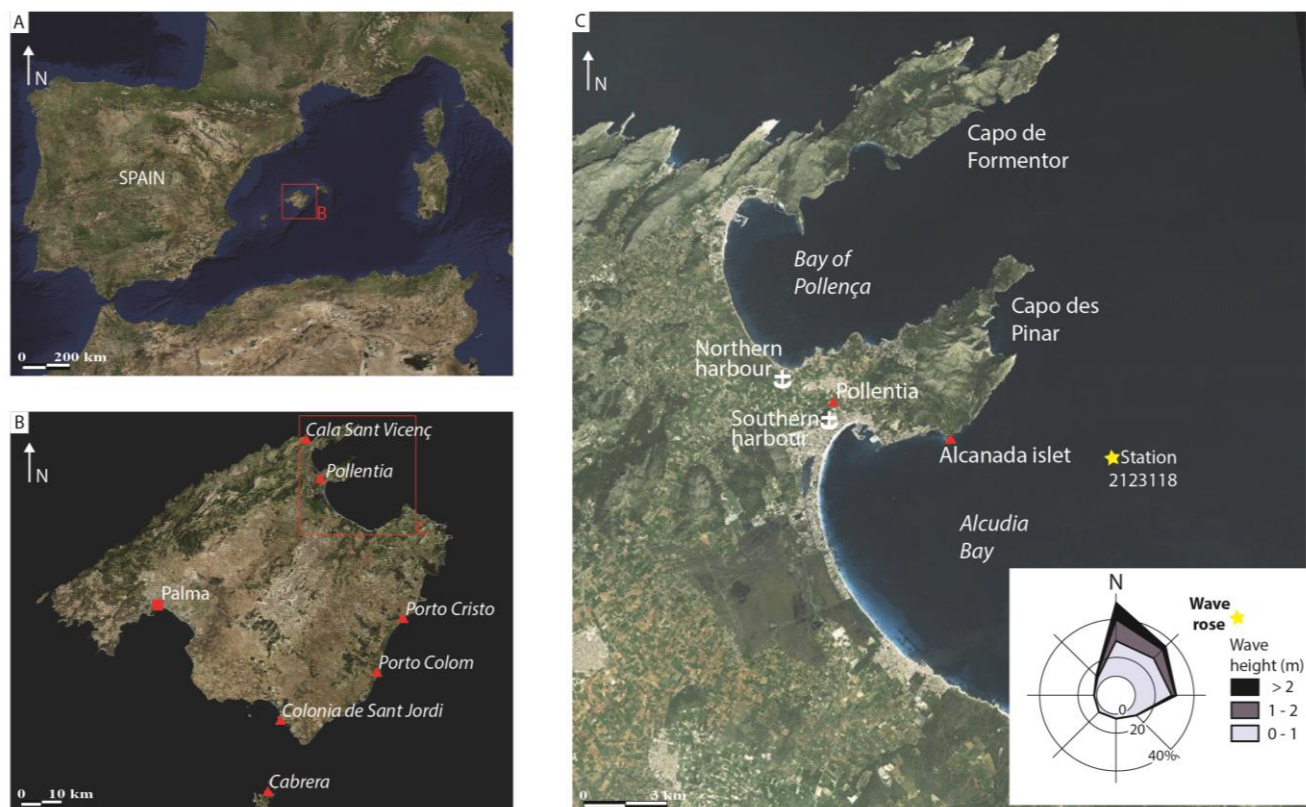 A
N
SPAIN
B
0 200 km
B
N
Cala Sant Vicenç
Pollentia
C
Palma
Porto Cristo
Porto Colom
Colonia de Sant Jordi
Cabrera
0 10 km
C
N
Capo de
Formentor
Bay of
Pollença
Capo des
Pinar
Northern
harbour
Pollentia
Southern
harbour
Alcanada islet
Station
2123118
Alcudia
Bay
0 3 km
N
Wave
rose
Wave
height (m)
> 2
1 - 2
0 - 1
0
20
40%